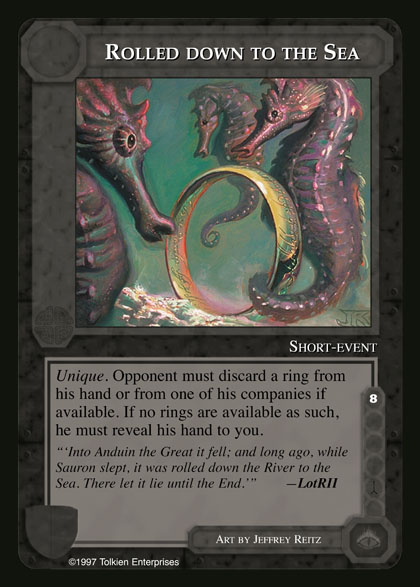 ROLLED DOWN TO THE SEA
JR
SHORT-EVENT
Unique. Opponent must discard a ring from
his hand or from one of his companies if
available. If no rings are available as such,
he must reveal his hand to you.
8
“‘Into Anduin the Great it fell; and long ago, while
Sauron slept, it was rolled down the River to the
Sea. There let it lie until the End.’” —LotRII
ART BY JEFFREY REITZ
©1997 Tolkien Enterprises